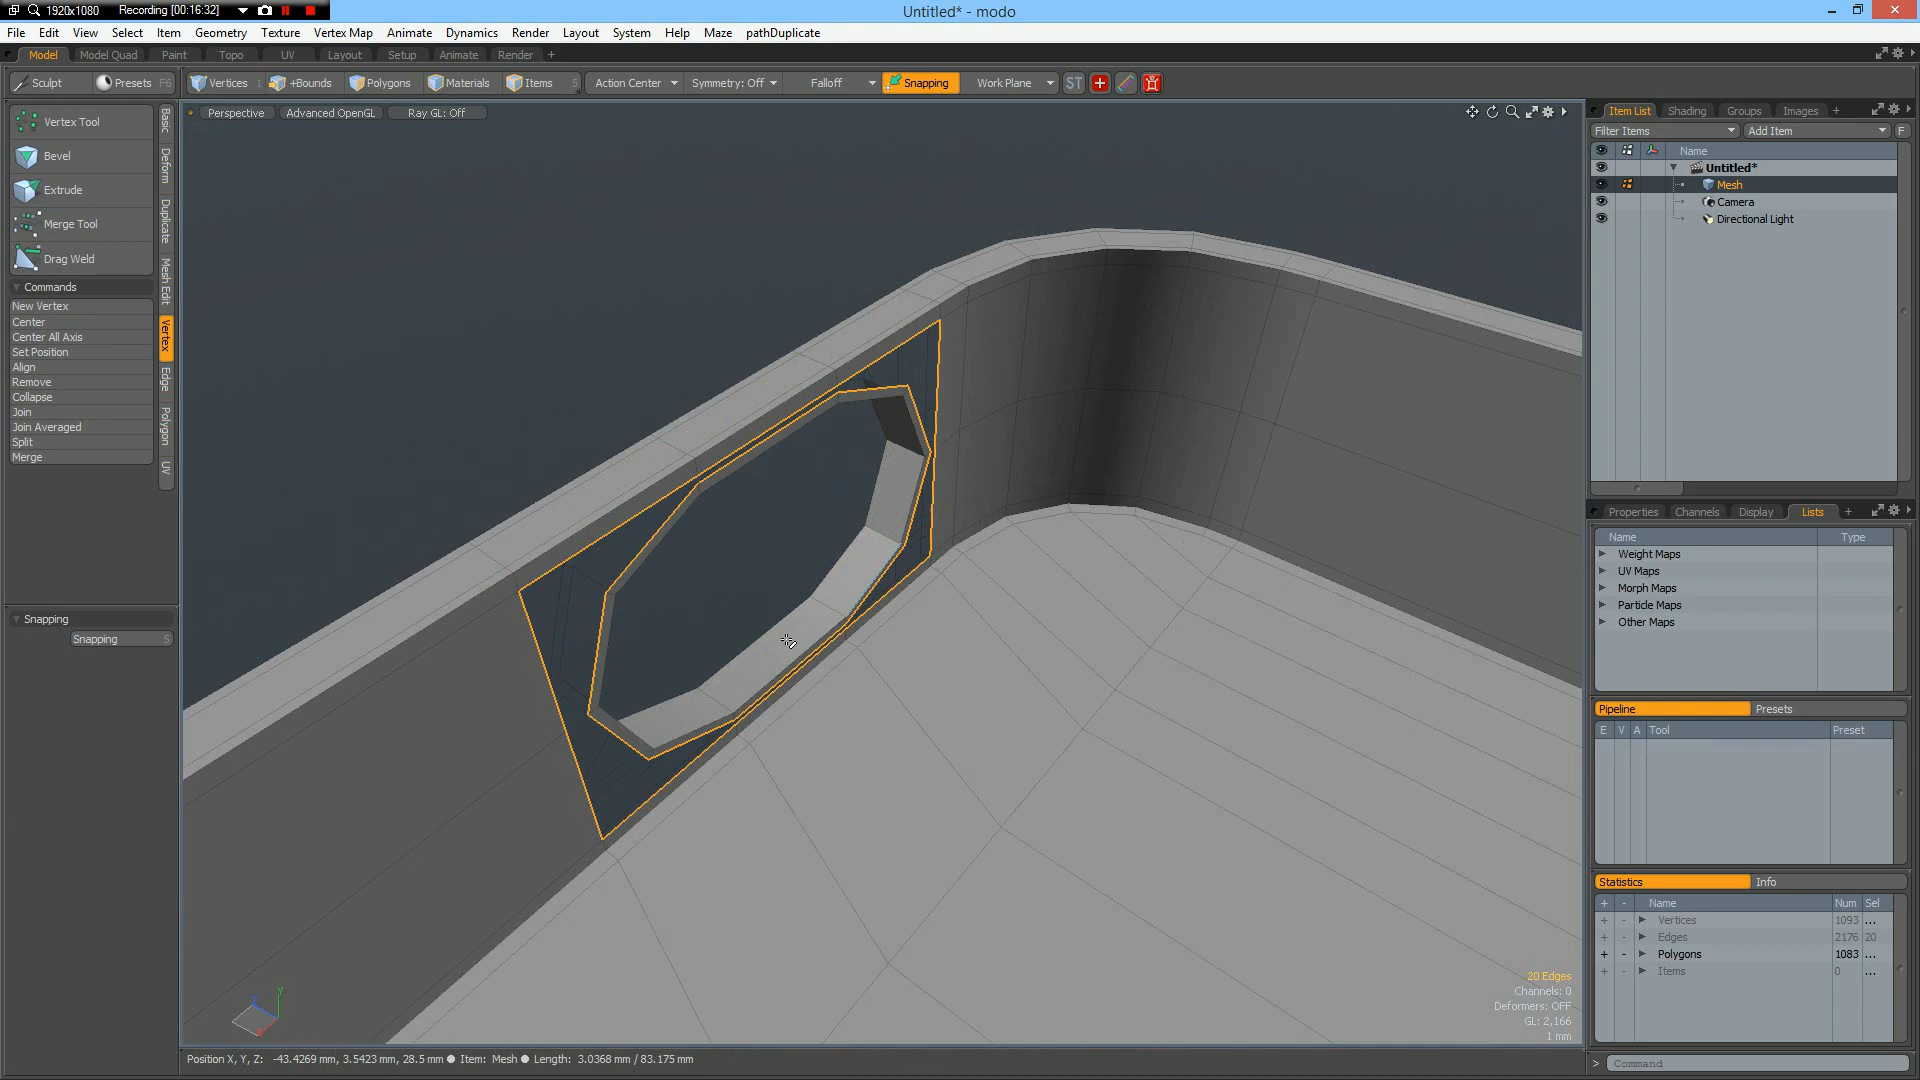 1920x1080 Recording [00:16:32]
Untitled* - modo
File Edit View Select Item Geometry Texture Vertex Map Animate Dynamics Render Layout System Help Maze pathDuplicate
Model Model Quad Paint Topo UV Layout Setup Animate Render +
Sculpt Presets F6 Vertices 1 +Bounds Polygons Materials Items 5 Action Center Symmetry: Off Falloff Snapping Work Plane ST
Perspective Advanced OpenGL Ray GL: Off
Vertex Tool
Bevel
Extrude
Merge Tool
Drag Weld
Commands
New Vertex
Center
Center All Axis
Set Position
Align
Remove
Collapse
Join
Join Averaged
Split
Merge
Basic
Deform
Duplicate
Mesh Edit
Vertex
Edge
Polygon
UV
Snapping
Snapping S
Item List Shading Groups Images +
Filter Items Add Item F
Name
Untitled*
Mesh
Camera
Directional Light
Properties Channels Display Lists +
Name Type
Weight Maps
UV Maps
Morph Maps
Particle Maps
Other Maps
Pipeline Presets
E V A Tool Preset
Statistics Info
+ - Name Num Sel
+ - Vertices 1093 ...
+ - Edges 2176 20
+ - Polygons 1083 ...
+ - Items 0 ...
20 Edges
Channels: 0
Deformers: OFF
GL: 2,166
1 mm
Y
Z
X
Position X, Y, Z: -43.4269 mm, 3.5423 mm, 28.5 mm Item: Mesh Length: 3.0368 mm / 83.175 mm
> Command